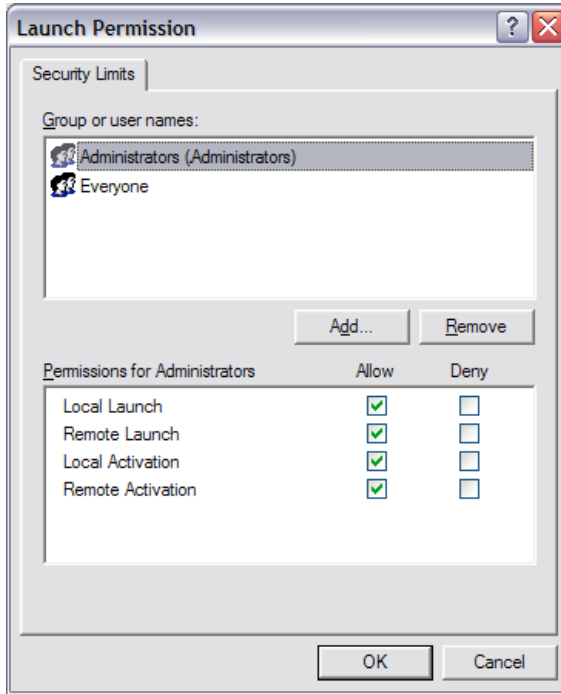 Launch Permission
Security Limits
Group or user names:
Administrators (Administrators)
Everyone
Add...
Remove
Permissions for Administrators Allow Deny
Local Launch
Remote Launch
Local Activation
Remote Activation
OK
Cancel